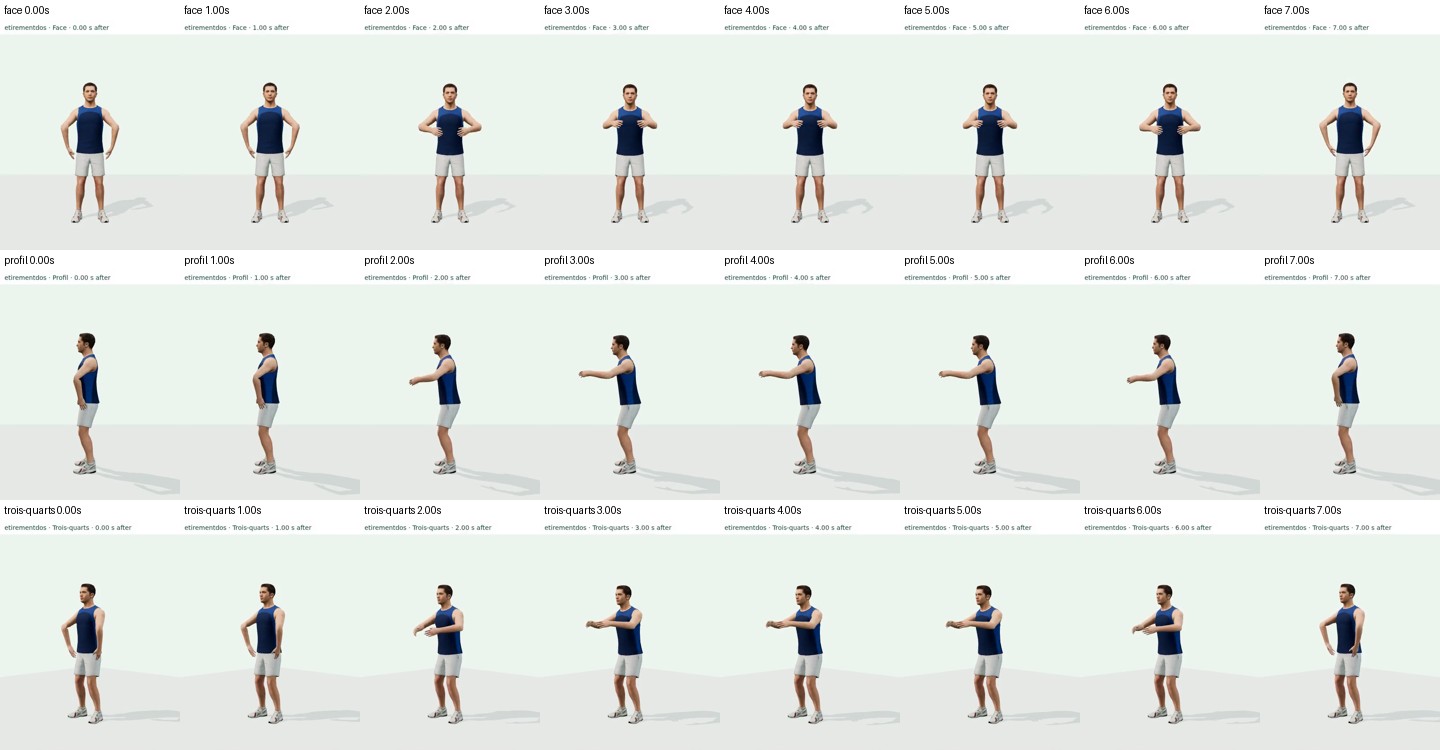 face 0.00s face 1.00s face 2.00s face 3.00s face 4.00s face 5.00s face 6.00s face 7.00s
etirementdos · Face · 0.00 s after etirementdos · Face · 1.00 s after etirementdos · Face · 2.00 s after etirementdos · Face · 3.00 s after etirementdos · Face · 4.00 s after etirementdos · Face · 5.00 s after etirementdos · Face · 6.00 s after etirementdos · Face · 7.00 s after
profil 0.00s profil 1.00s profil 2.00s profil 3.00s profil 4.00s profil 5.00s profil 6.00s profil 7.00s
etirementdos · Profil · 0.00 s after etirementdos · Profil · 1.00 s after etirementdos · Profil · 2.00 s after etirementdos · Profil · 3.00 s after etirementdos · Profil · 4.00 s after etirementdos · Profil · 5.00 s after etirementdos · Profil · 6.00 s after etirementdos · Profil · 7.00 s after
trois-quarts 0.00s trois-quarts 1.00s trois-quarts 2.00s trois-quarts 3.00s trois-quarts 4.00s trois-quarts 5.00s trois-quarts 6.00s trois-quarts 7.00s
etirementdos · Trois-quarts · 0.00 s after etirementdos · Trois-quarts · 1.00 s after etirementdos · Trois-quarts · 2.00 s after etirementdos · Trois-quarts · 3.00 s after etirementdos · Trois-quarts · 4.00 s after etirementdos · Trois-quarts · 5.00 s after etirementdos · Trois-quarts · 6.00 s after etirementdos · Trois-quarts · 7.00 s after